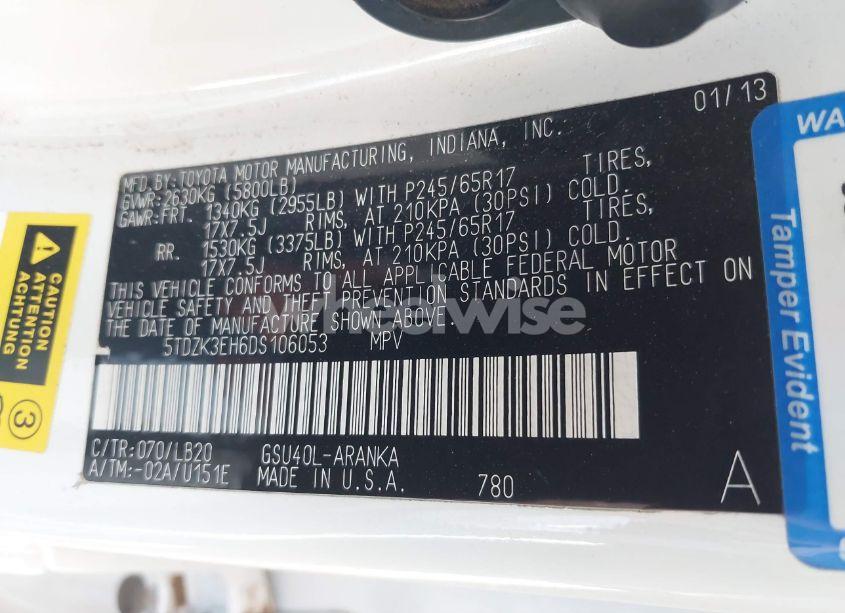 01/13
MFD.BY:TOYOTA MOTOR MANUFACTURING, INDIANA, INC.
GVWR:2630KG (5800LB)
GAWR:FRT. 1340KG (2955LB) WITH P245/65R17 TIRES,
17X7.5J RIMS, AT 210KPA (30PSI) COLD.
RR. 1530KG (3375LB) WITH P245/65R17 TIRES,
17X7.5J RIMS, AT 210KPA (30PSI) COLD.
THIS VEHICLE CONFORMS TO ALL APPLICABLE FEDERAL MOTOR
VEHICLE SAFETY AND THEFT PREVENTION STANDARDS IN EFFECT ON
THE DATE OF MANUFACTURE SHOWN ABOVE.
5TDZK3EH6DS106053 MPV
C/TR:070/LB20 GSU40L-ARANKA
A/TM:-02A/U151E MADE IN U.S.A. 780 A
CAUTION
ATTENTION
ACHTUNG
3
WA
Tamper Evident